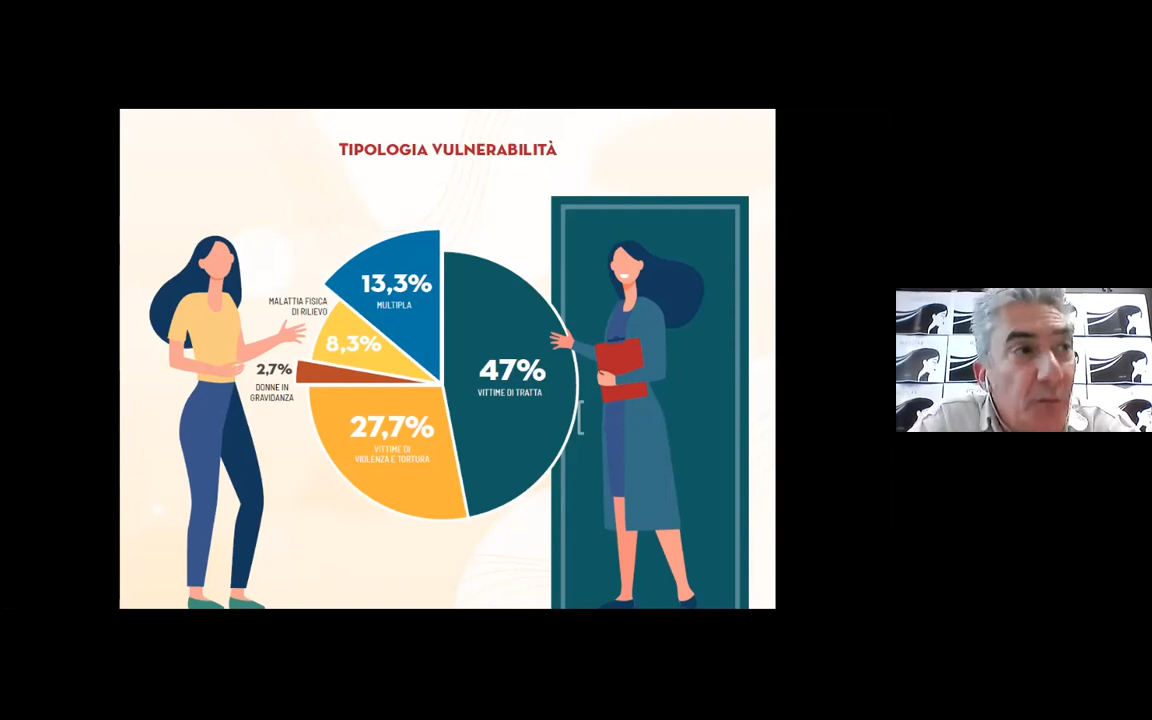 TIPOLOGIA VULNERABILITÀ
13,3%
MULTIPLA
MALATTIA FISICA
DI RILIEVO
8,3%
2,7%
DONNE IN
GRAVIDANZA
47%
VITTIME DI TRATTA
27,7%
VITTIME DI
VIOLENZA E TORTURA